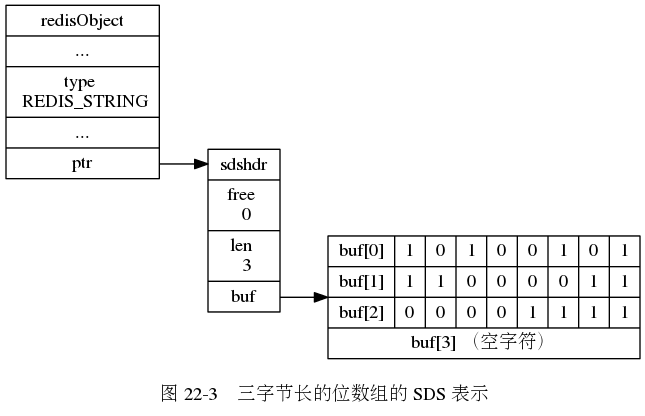 redisObject
...
type
REDIS_STRING
...
ptr
sdshdr
free
0
len
3
buf
buf[0] 1 0 1 0 0 1 0 1
buf[1] 1 1 0 0 0 0 1 1
buf[2] 0 0 0 0 1 1 1 1
buf[3] （空字符）
图 22-3 三字节长的位数组的 SDS 表示